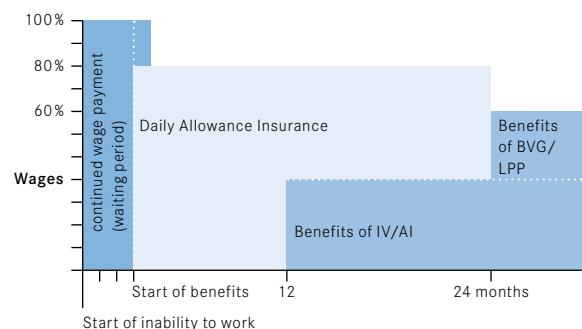 100%
80%
60%
Wages
continued wage payment
(waiting period)
Daily Allowance Insurance
Benefits
of BVG/
LPP
Benefits of IV/AI
Start of benefits
12
24 months
Start of inability to work